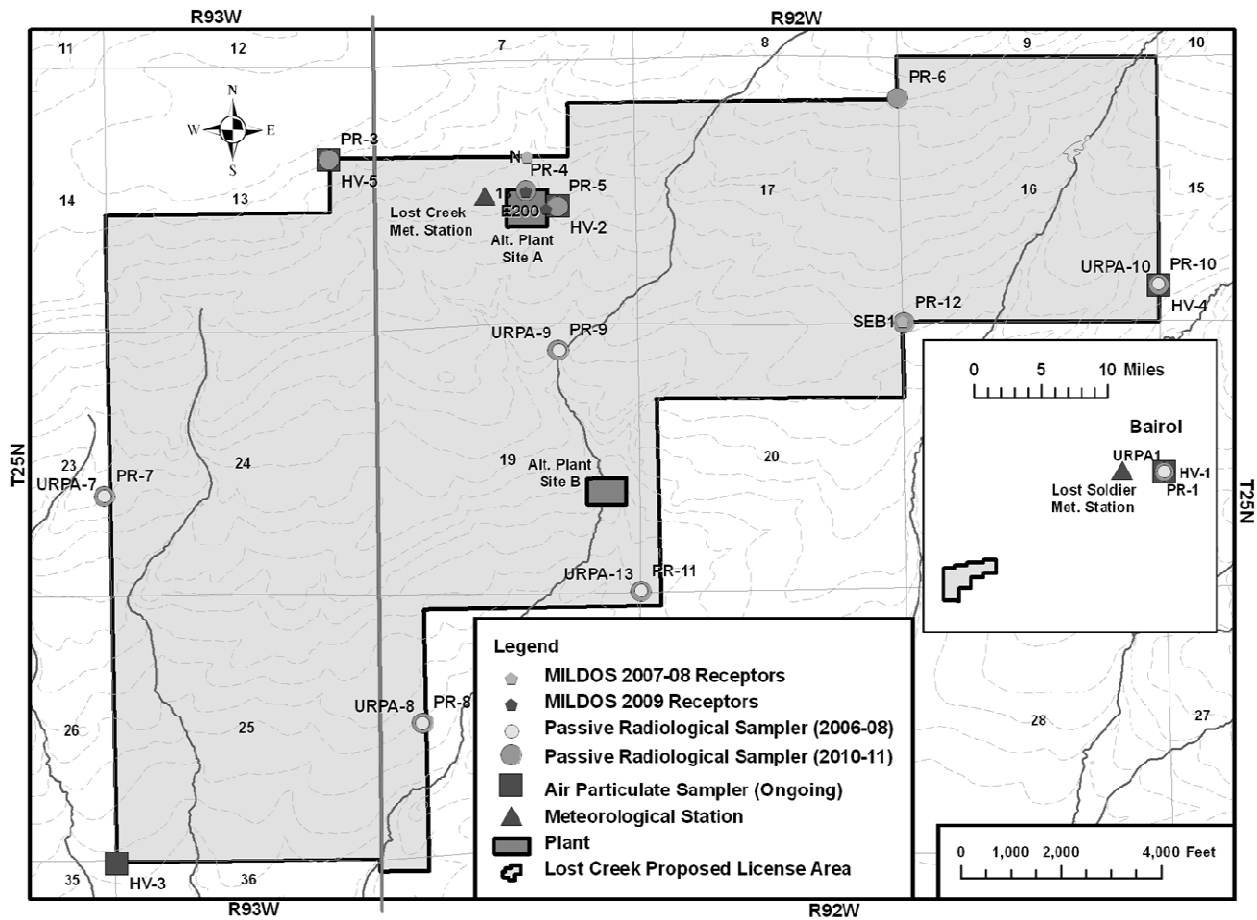 R93W
R92W
11
12
7
8
9
10
N
W
E
S
PR-6
PR-3
N
PR-4
HV-5
14
13
17
16
15
PR-5
E200
Lost Creek
Met. Station
HV-2
Alt. Plant
Site A
URPA-10
PR-10
HV-4
PR-12
SEB1
URPA-9
PR-9
0 5 10 Miles
Bairol
URPA1
HV-1
PR-1
Lost Soldier
Met. Station
T25N
T25N
23
URPA-7
PR-7
24
19
Alt. Plant
Site B
20
URPA-13
PR-11
URPA-8
PR-8
26
25
28
27
Legend
MILDOS 2007-08 Receptors
MILDOS 2009 Receptors
Passive Radiological Sampler (2006-08)
Passive Radiological Sampler (2010-11)
Air Particulate Sampler (Ongoing)
Meteorological Station
Plant
Lost Creek Proposed License Area
0 1,000 2,000 4,000 Feet
35
HV-3
36
R93W
R92W